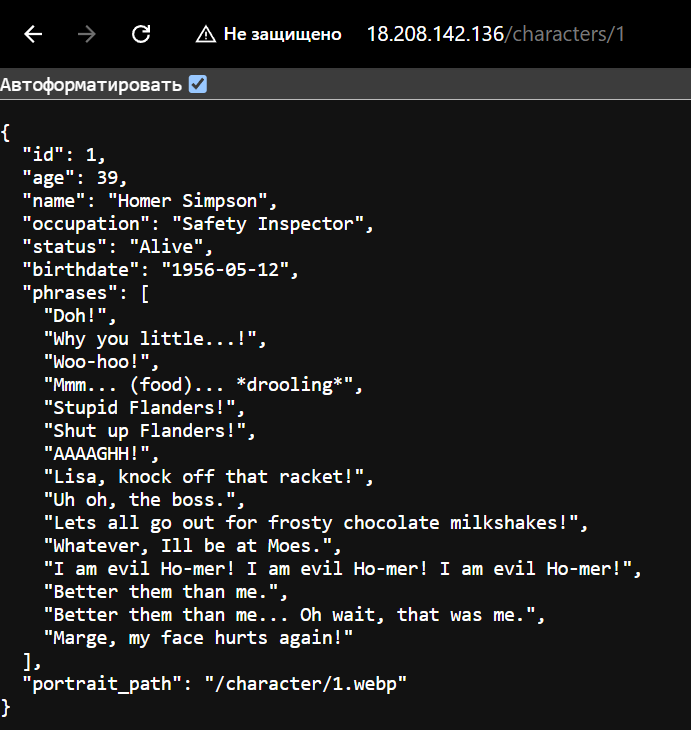 Не защищено 18.208.142.136/characters/1
Автоформатировать
{
  "id": 1,
  "age": 39,
  "name": "Homer Simpson",
  "occupation": "Safety Inspector",
  "status": "Alive",
  "birthdate": "1956-05-12",
  "phrases": [
    "Doh!",
    "Why you little...!",
    "Woo-hoo!",
    "Mmm... (food)... *drooling*",
    "Stupid Flanders!",
    "Shut up Flanders!",
    "AAAAGHH!",
    "Lisa, knock off that racket!",
    "Uh oh, the boss.",
    "Lets all go out for frosty chocolate milkshakes!",
    "Whatever, Ill be at Moes.",
    "I am evil Ho-mer! I am evil Ho-mer! I am evil Ho-mer!",
    "Better them than me.",
    "Better them than me... Oh wait, that was me.",
    "Marge, my face hurts again!"
  ],
  "portrait_path": "/character/1.webp"
}